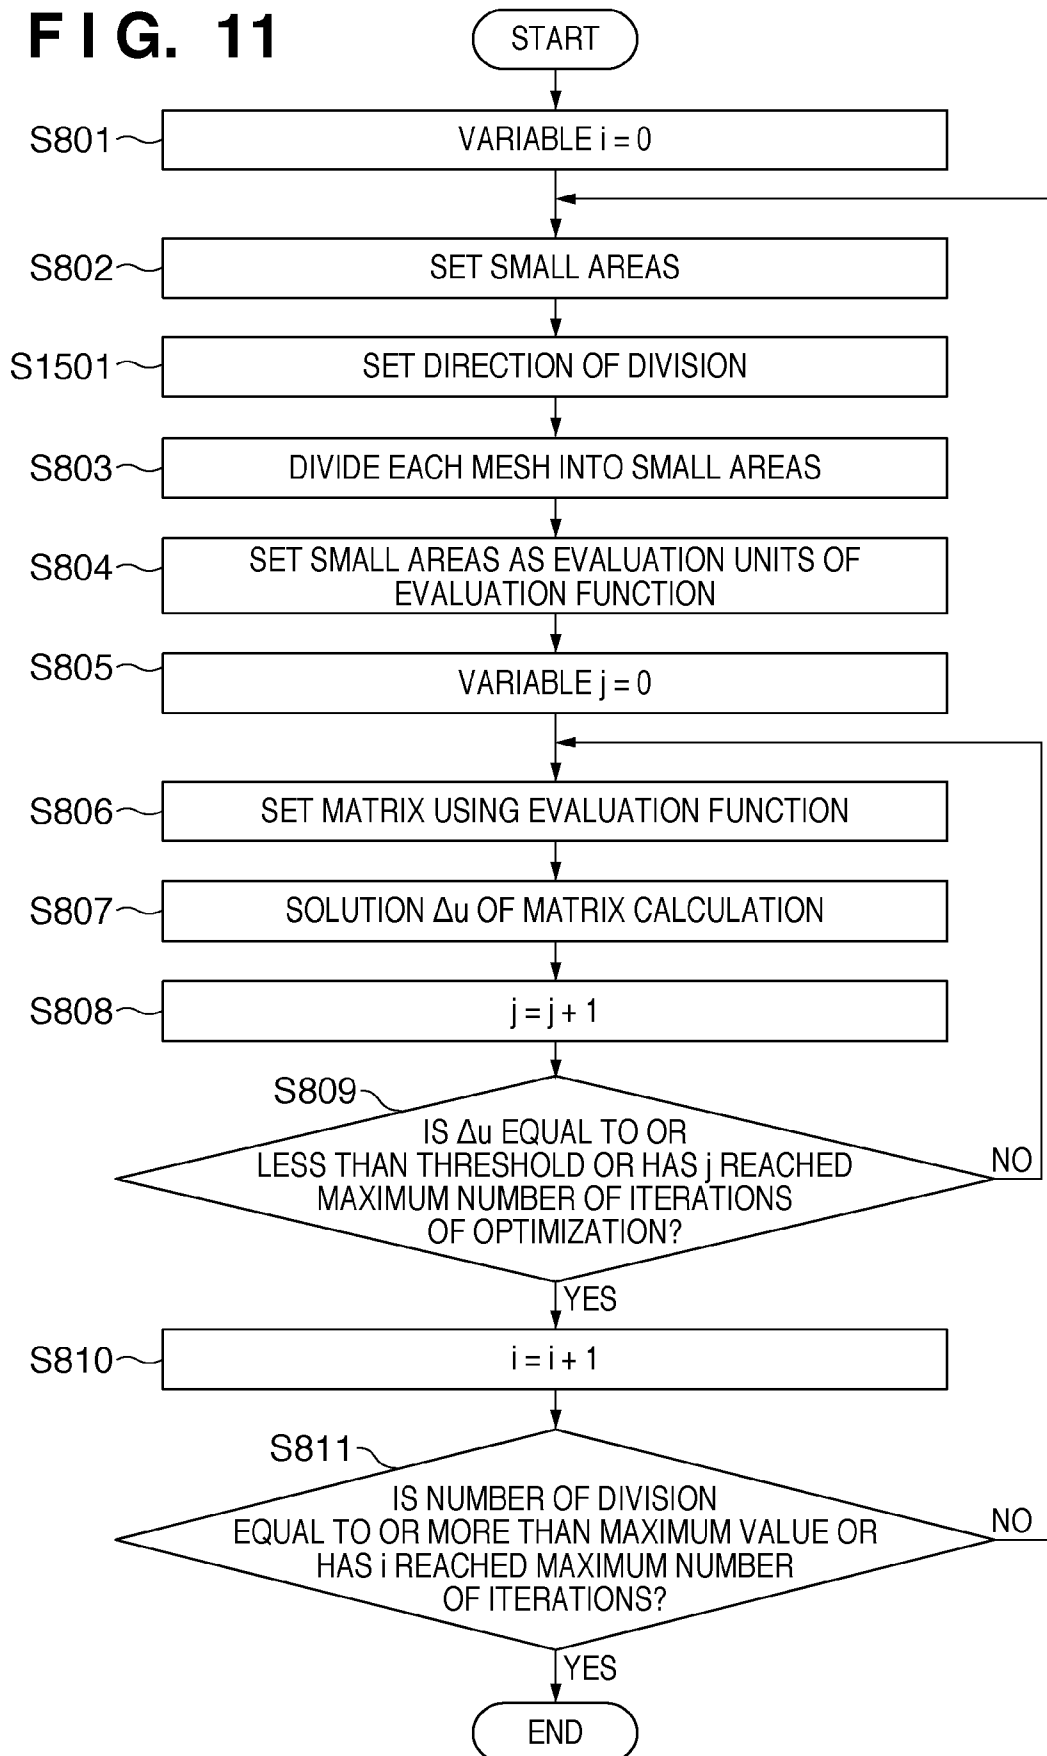 FIG. 11
START
S801
VARIABLE i = 0
S802
SET SMALL AREAS
S1501
SET DIRECTION OF DIVISION
S803
DIVIDE EACH MESH INTO SMALL AREAS
S804
SET SMALL AREAS AS EVALUATION UNITS OF
EVALUATION FUNCTION
S805
VARIABLE j = 0
S806
SET MATRIX USING EVALUATION FUNCTION
S807
SOLUTION Δu OF MATRIX CALCULATION
S808
j = j + 1
S809
IS Δu EQUAL TO OR
LESS THAN THRESHOLD OR HAS j REACHED
MAXIMUM NUMBER OF ITERATIONS
OF OPTIMIZATION?
NO
YES
S810
i = i + 1
S811
IS NUMBER OF DIVISION
EQUAL TO OR MORE THAN MAXIMUM VALUE OR
HAS i REACHED MAXIMUM NUMBER
OF ITERATIONS?
NO
YES
END